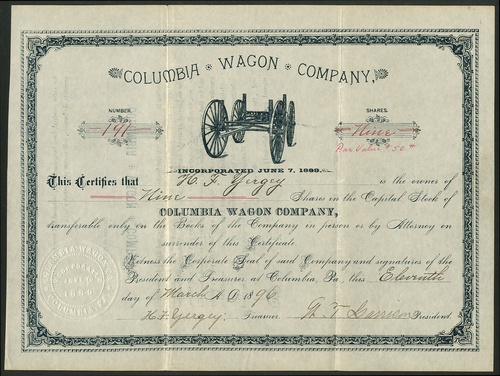 COLUMBIA WAGON COMPANY,
NUMBER
191
SHARES
Nine
Par Value $50
INCORPORATED JUNE 7, 1889.
This Certifies that H. F. Yergey is the owner of
Nine Shares in the Capital Stock of
COLUMBIA WAGON COMPANY,
transferable only on the Books of the Company in person or by Attorney on
surrender of this Certificate
Witness the Corporate Seal of said Company and signatures of the
President and Treasurer at Columbia, Pa, this Eleventh
day of March A.D. 1896.
H. F. Yergey, Treasurer President.